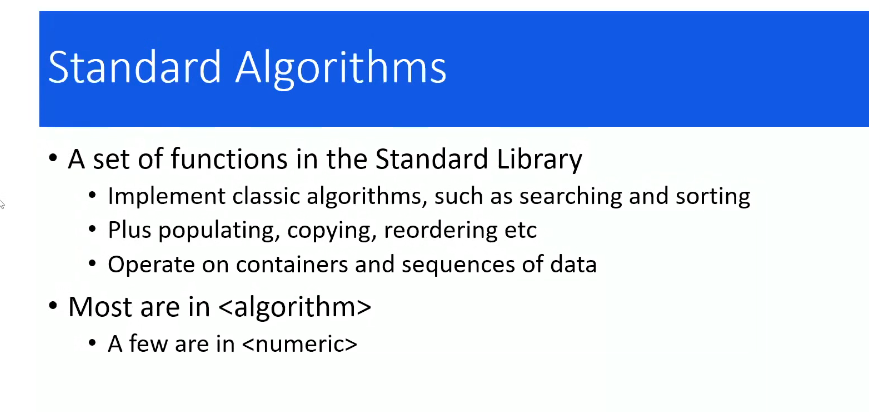 Standard Algorithms
• A set of functions in the Standard Library
• Implement classic algorithms, such as searching and sorting
• Plus populating, copying, reordering etc
• Operate on containers and sequences of data
• Most are in <algorithm>
• A few are in <numeric>